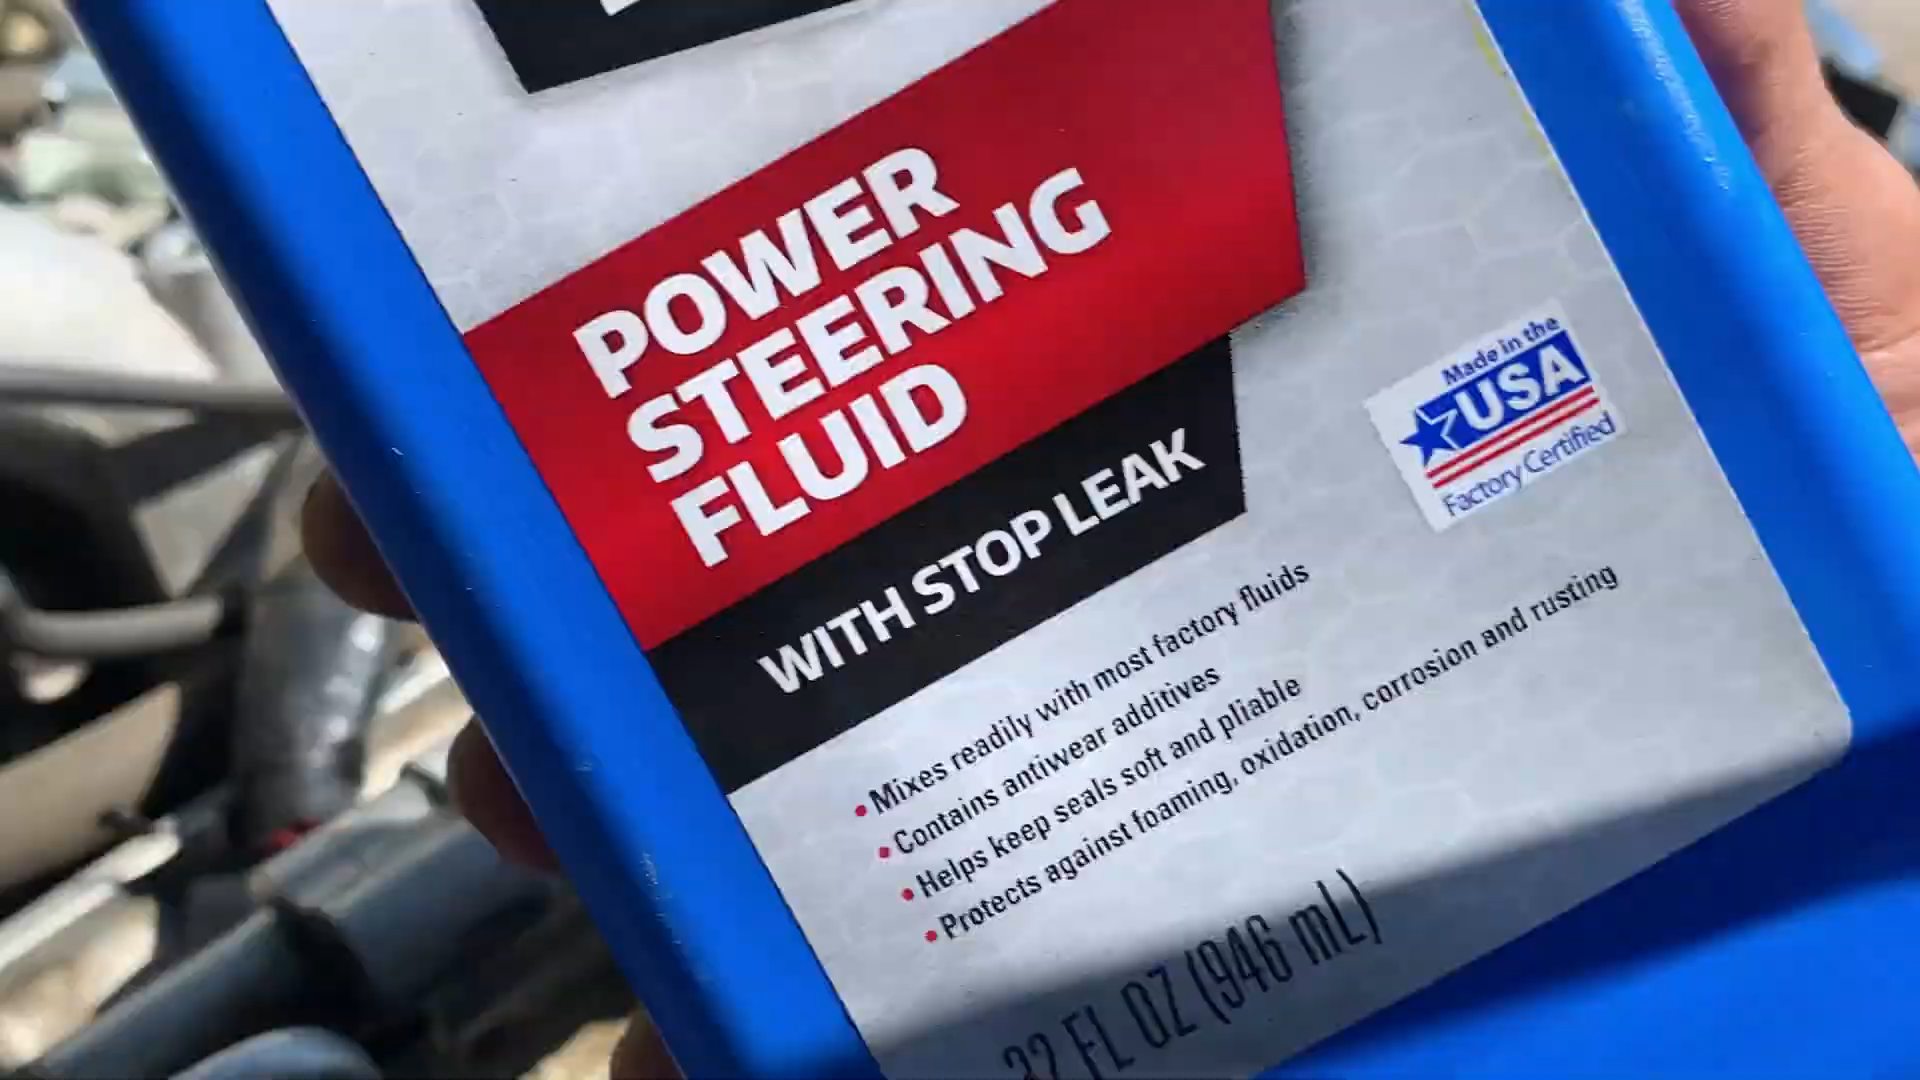 POWER
STEERING
FLUID
WITH STOP LEAK
Made in the
USA
Factory Certified
• Mixes readily with most factory fluids
• Contains antiwear additives
• Helps keep seals soft and pliable
• Protects against foaming, oxidation, corrosion and rusting
32 FL OZ (946 mL)